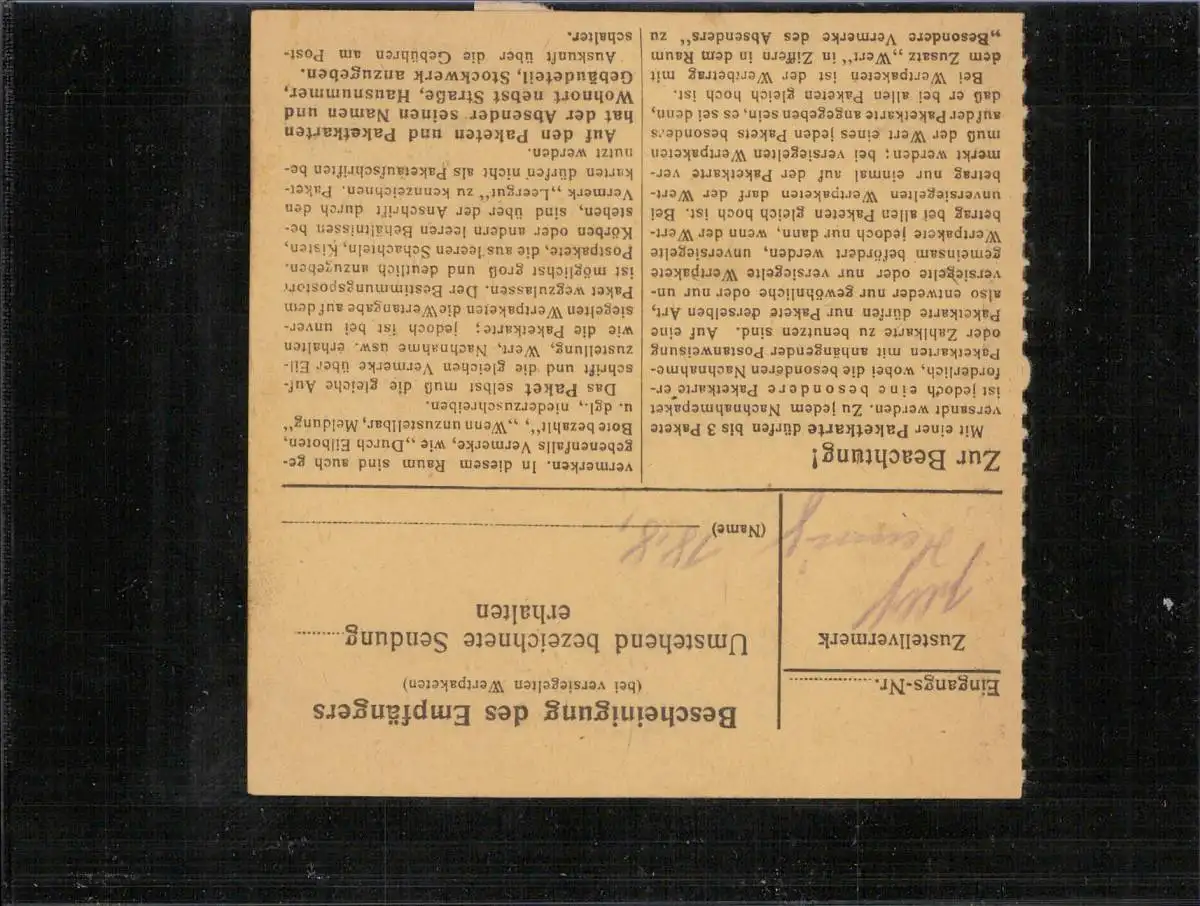 Eingangs-Nr.
Zustellvermerk
Bescheinigung des Empfängers
(bei versiegelten Wertpaketen)
Umstehend bezeichnete Sendung
erhalten
(Name)
Zur Beachtung!
Mit einer Paketkarte dürfen bis 3 Pakete
versandt werden. Zu jedem Nachnahmepaket
ist jedoch eine besondere Paketkarte er-
forderlich, wobei die besonderen Nachnahme-
Paketkarten mit anhängender Postanweisung
oder Zahlkarte zu benutzen sind. Auf eine
Paketkarte dürfen nur Pakete derselben Art,
also entweder nur gewöhnliche oder nur un-
versiegelte oder nur versiegelte Wertpakete
gemeinsam befördert werden, unversiegelte
Wertpakete jedoch nur dann, wenn der Wert-
betrag bei allen Paketen gleich hoch ist. Bei
unversiegelten Wertpaketen darf der Wert-
betrag nur einmal auf der Paketkarte ver-
merkt werden; bei versiegelten Wertpaketen
muß der Wert eines jeden Pakets besonders
auf der Paketkarte angegeben sein, es sei denn,
daß er bei allen Paketen gleich hoch ist.
Bei Wertpaketen ist der Wertbetrag mit
dem Zusatz „Wert“ in Ziffern in dem Raum
„Besondere Vermerke des Absenders“ zu
vermerken. In diesem Raum sind auch ge-
gebenenfalls Vermerke, wie „Durch Eilboten,
Bote bezahlt“, „Wenn unzustellbar, Meldung“
u. dgl., niederzuschreiben.
Das Paket selbst muß die gleiche Auf-
schrift und die gleichen Vermerke über Eil-
zustellung, Wert, Nachnahme usw. erhalten
wie die Paketkarte; jedoch ist bei unver-
siegelten Wertpaketen die Wertangabe auf dem
Paket wegzulassen. Der Bestimmungspostort
ist möglichst groß und deutlich anzugeben.
Postpakete, die aus leeren Schachteln, Kisten,
Körben oder andern leeren Behältnissen be-
stehen, sind über der Anschrift durch den
Vermerk „Leergut“ zu kennzeichnen. Paket-
karten dürfen nicht als Paketaufschriften be-
nutzt werden.
Auf den Paketen und Paketkarten
hat der Absender seinen Namen und
Wohnort nebst Straße, Hausnummer,
Gebäudeteil, Stockwerk anzugeben.
Auskunft über die Gebühren am Post-
schalter.